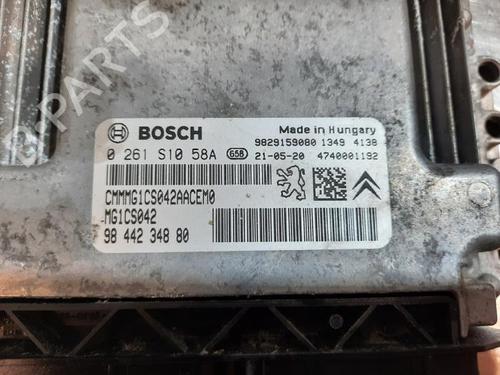 BOSCH
Made in Hungary
9829159080 1349 4138
0 261 S10 58A 658 21-05-20 4740001192
CMMMG1CS042AACEM0
MG1CS042
98 442 348 80
B-PARTS